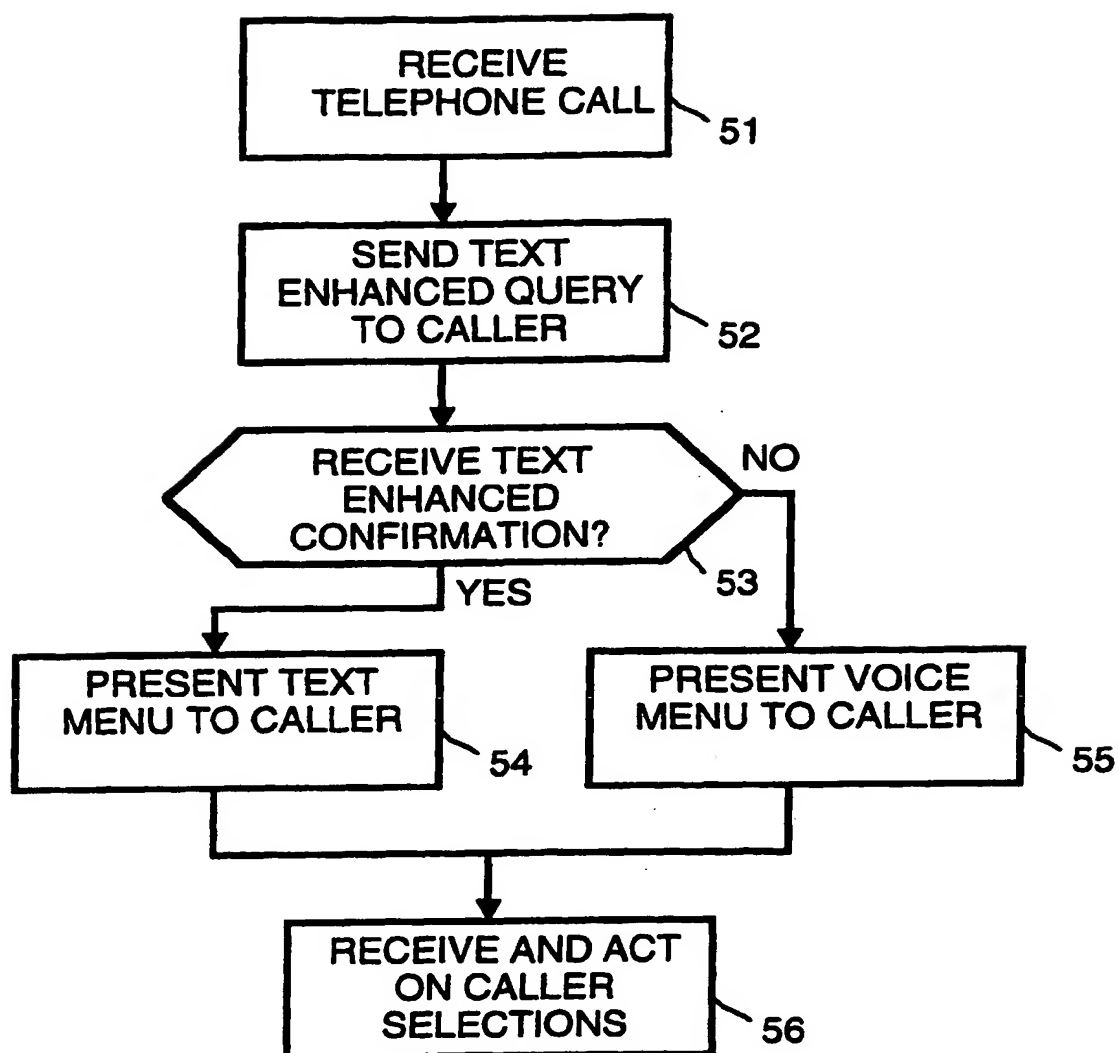 RECEIVE
TELEPHONE CALL
51
SEND TEXT
ENHANCED QUERY
TO CALLER
52
RECEIVE TEXT
ENHANCED
CONFIRMATION?
NO
53
YES
PRESENT TEXT
MENU TO CALLER
54
PRESENT VOICE
MENU TO CALLER
55
RECEIVE AND ACT
ON CALLER
SELECTIONS
56